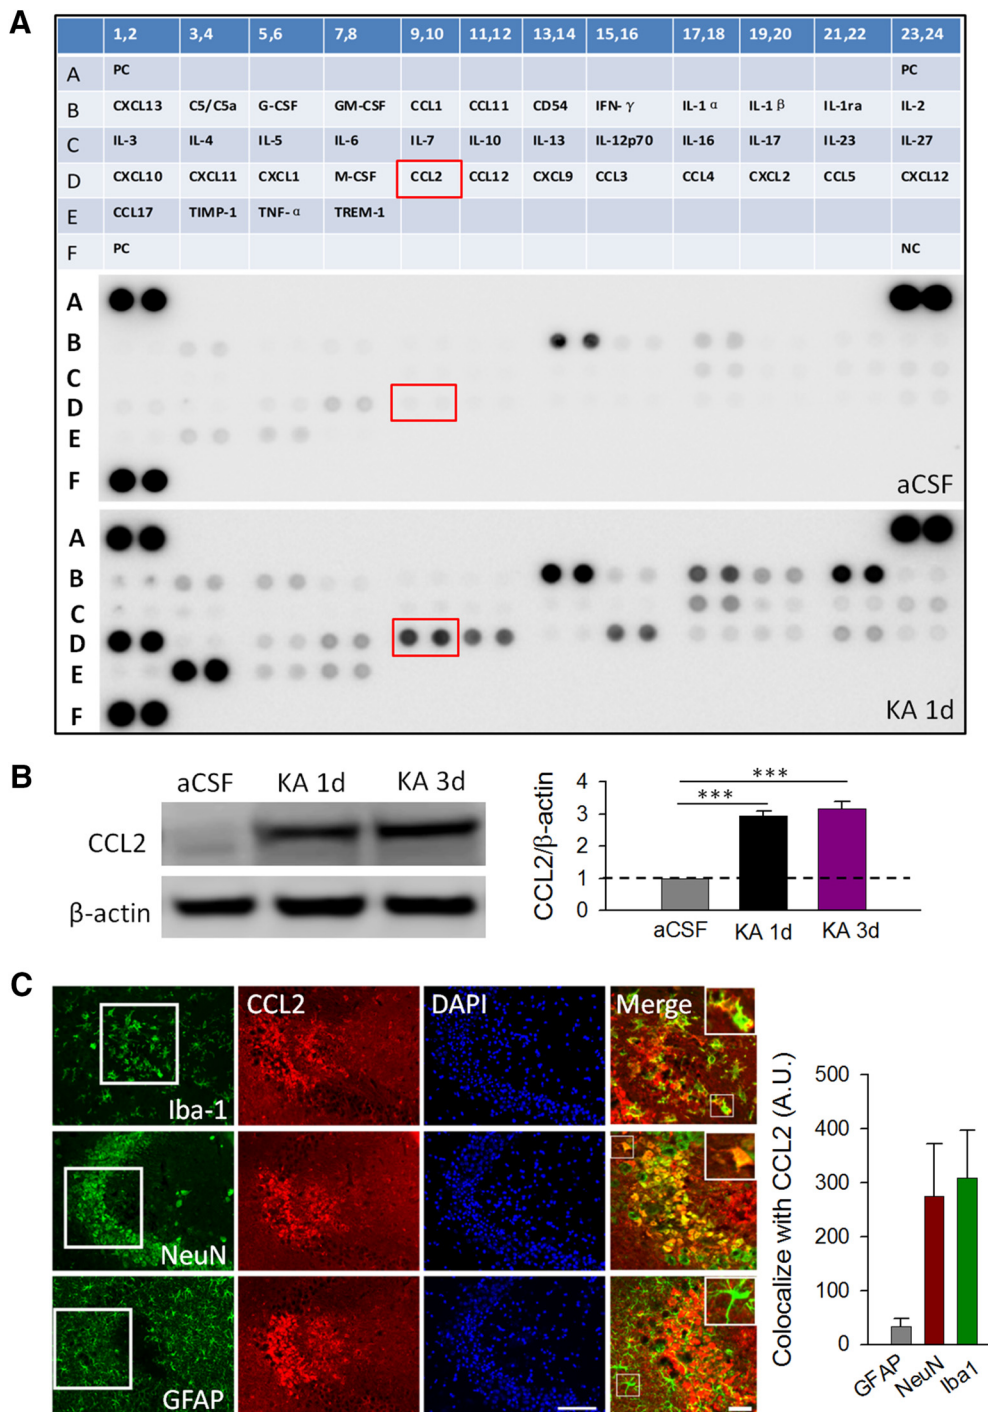 A
1,2 3,4 5,6 7,8 9,10 11,12 13,14 15,16 17,18 19,20 21,22 23,24
A PC PC
B CXCL13 C5/C5a G-CSF GM-CSF CCL1 CCL11 CD54 IFN-γ IL-1α IL-1β IL-1ra IL-2
C IL-3 IL-4 IL-5 IL-6 IL-7 IL-10 IL-13 IL-12p70 IL-16 IL-17 IL-23 IL-27
D CXCL10 CXCL11 CXCL1 M-CSF CCL2 CCL12 CXCL9 CCL3 CCL4 CXCL2 CCL5 CXCL12
E CCL17 TIMP-1 TNF-α TREM-1
F PC NC
A
B
C
D
E
F
aCSF
A
B
C
D
E
F
KA 1d
B
aCSF KA 1d KA 3d
CCL2
β-actin
CCL2/β-actin
4
3
2
1
0
***
***
aCSF KA 1d KA 3d
C
Iba-1 CCL2 DAPI Merge
NeuN
GFAP
Colocalize with CCL2 (A.U.)
500
400
300
200
100
0
GFAP NeuN Iba1